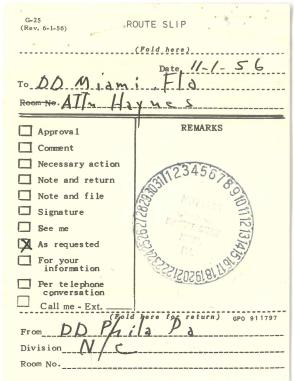 G-25
(Rev. 6-1-56)
ROUTE SLIP
(Fold here)
Date 11-1-56
To DD Miami, Fla
Room No. Attn Haynes
Approval
REMARKS
Comment
Necessary action
Note and return
Note and file
Signature
See me
As requested
For your
information
Per telephone
conversation
Call me - Ext.
1 2 3 4 5 6 7 8 9 10 11 12 13 14 15 16 17 18 19 20 21 22 23 24 25 26 27 28 29 30 31
(Fold here for return)
GPO 911797
From DD Phila Pa
Division N/C
Room No.